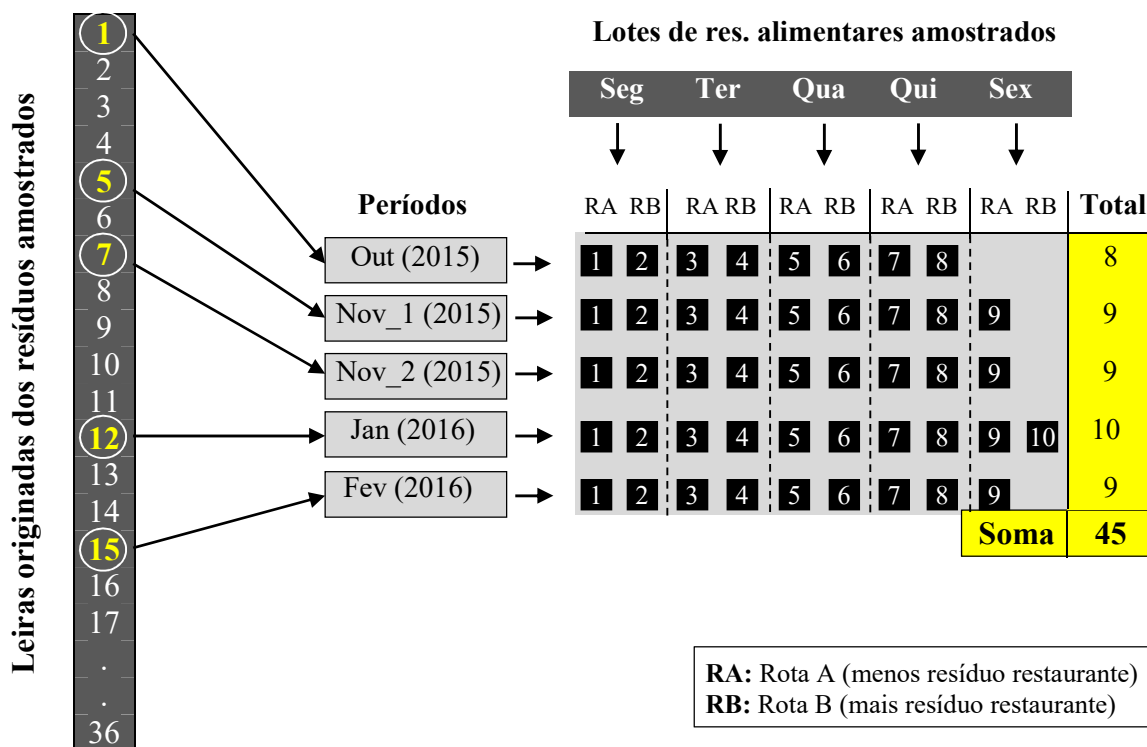 Leiras originadas dos resíduos amostrados
1
2
3
4
5
6
7
8
9
10
11
12
13
14
15
16
17
.
.
36
Lotes de res. alimentares amostrados
Seg Ter Qua Qui Sex
Períodos
RA RB RA RB RA RB RA RB RA RB Total
Out (2015) 1 2 3 4 5 6 7 8 8
Nov_1 (2015) 1 2 3 4 5 6 7 8 9 9
Nov_2 (2015) 1 2 3 4 5 6 7 8 9 9
Jan (2016) 1 2 3 4 5 6 7 8 9 10 10
Fev (2016) 1 2 3 4 5 6 7 8 9 9
Soma 45
RA: Rota A (menos resíduo restaurante)
RB: Rota B (mais resíduo restaurante)